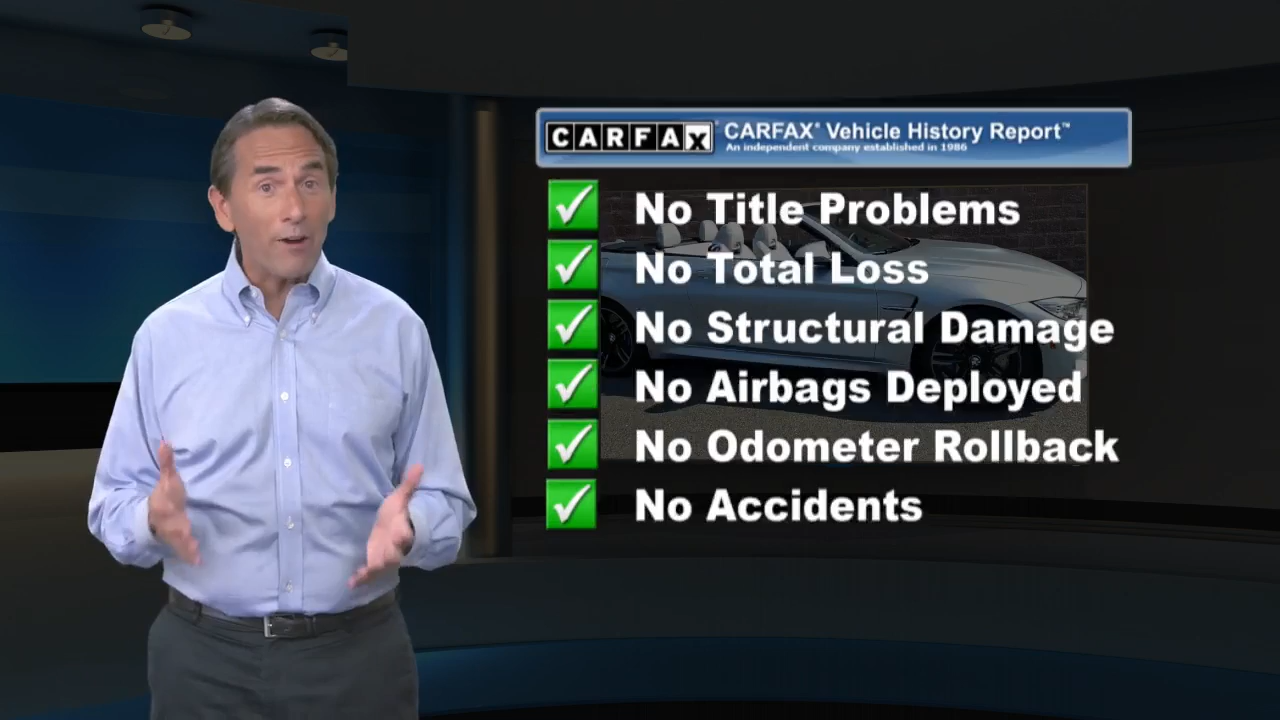 CARFAX CARFAX® Vehicle History Report™
An independent company established in 1986
No Title Problems
No Total Loss
No Structural Damage
No Airbags Deployed
No Odometer Rollback
No Accidents